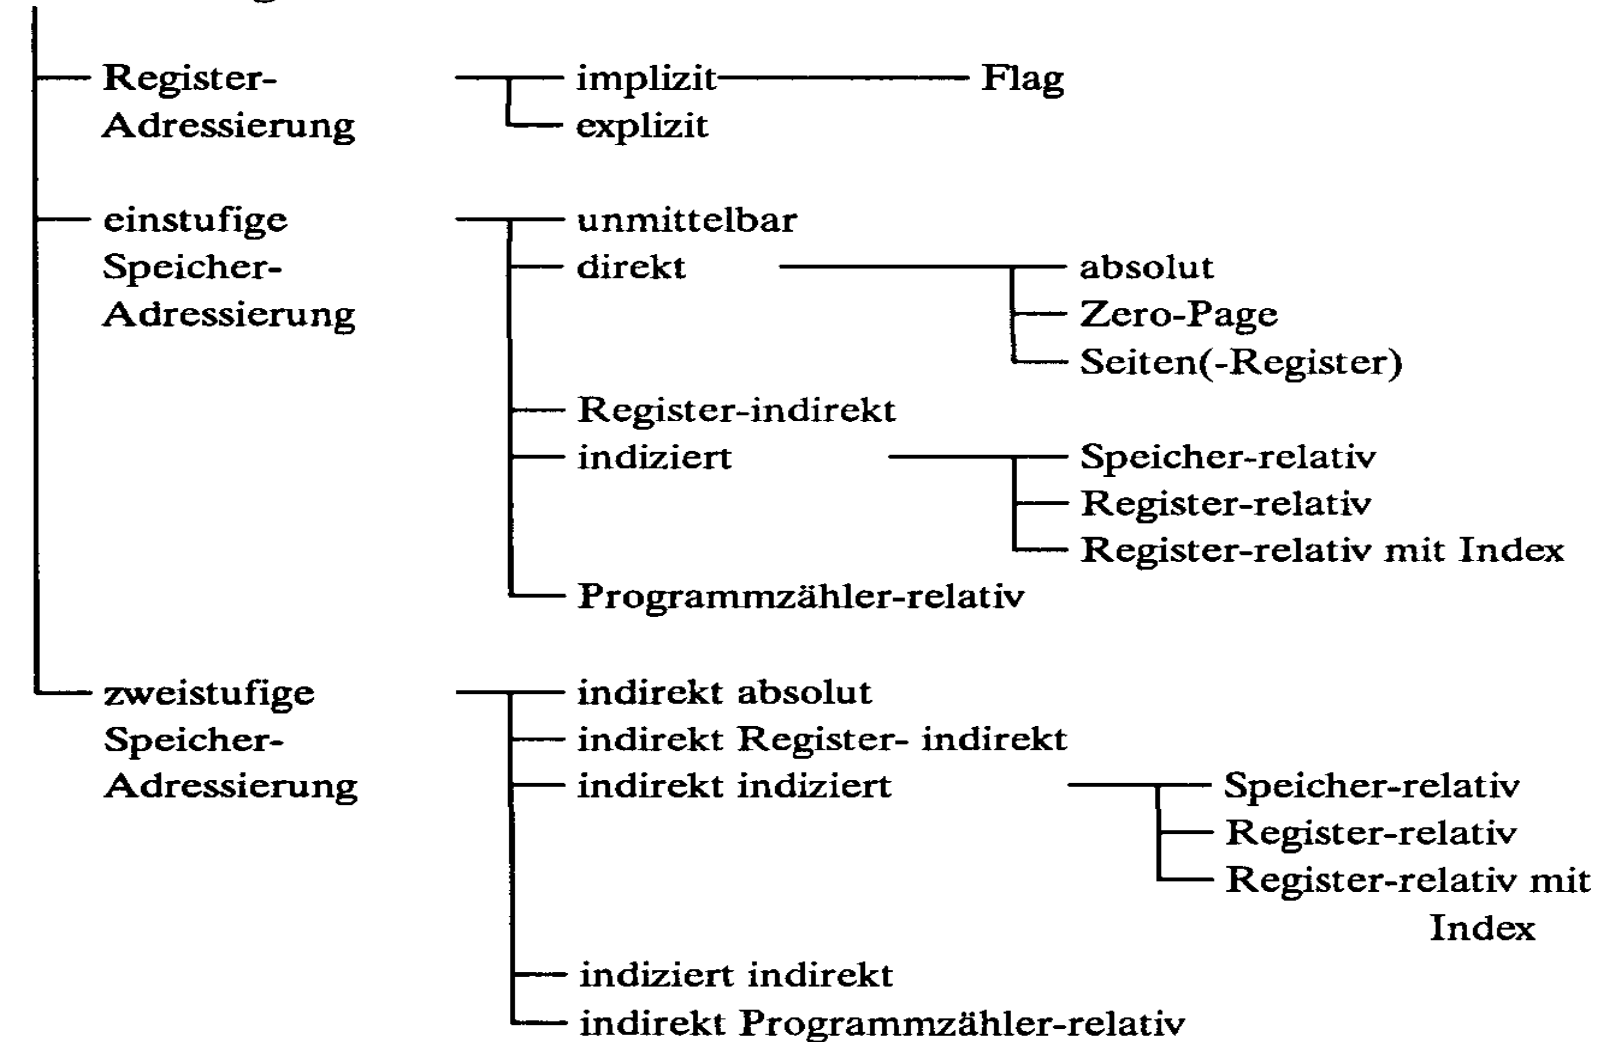 Register- implizit Flag
Adressierung explizit
einstufige unmittelbar
Speicher- direkt absolut
Adressierung Zero-Page
Seiten(-Register)
Register-indirekt
indiziert Speicher-relativ
Register-relativ
Register-relativ mit Index
Programmzähler-relativ
zweistufige indirekt absolut
Speicher- indirekt Register- indirekt
Adressierung indirekt indiziert Speicher-relativ
Register-relativ
Register-relativ mit
Index
indiziert indirekt
indirekt Programmzähler-relativ